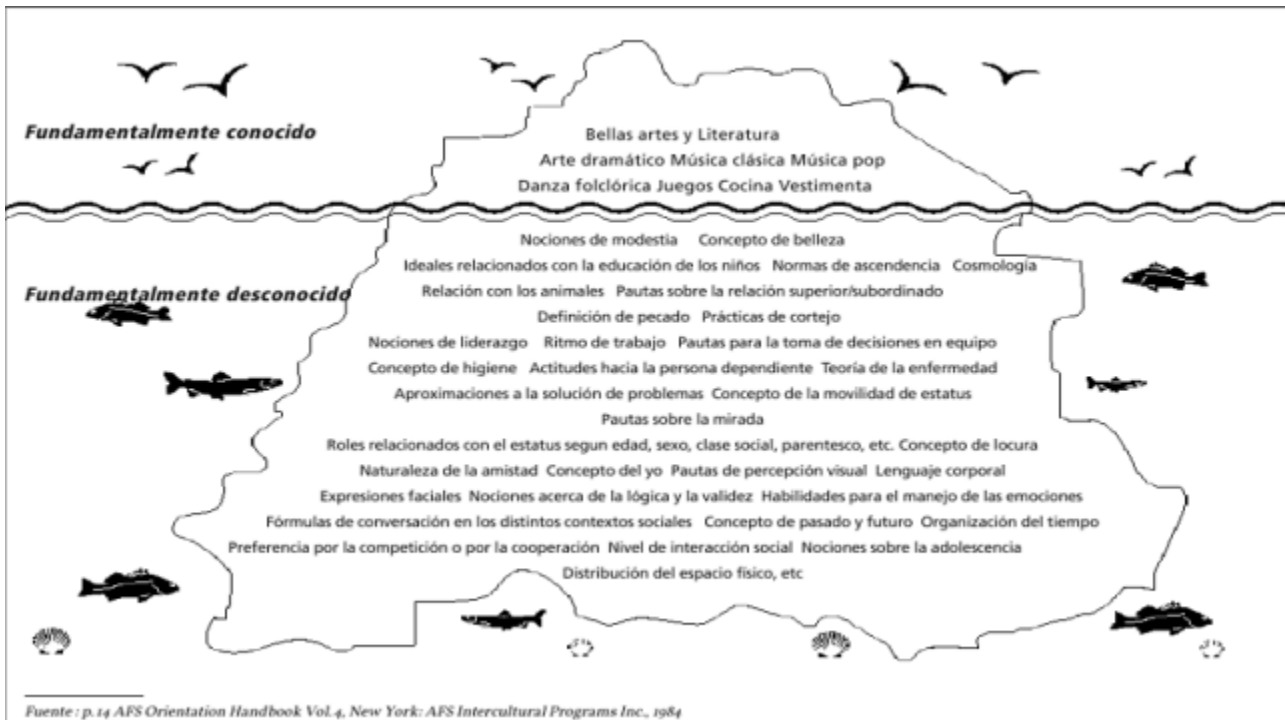 Fundamentalmente conocido
Bellas artes y Literatura
Arte dramático Música clásica Música pop
Danza folclórica Juegos Cocina Vestimenta
Nociones de modestia Concepto de belleza
Ideales relacionados con la educación de los niños Normas de ascendencia Cosmología
Fundamentalmente desconocido
Relación con los animales Pautas sobre la relación superior/subordinado
Definición de pecado Prácticas de cortejo
Nociones de liderazgo Ritmo de trabajo Pautas para la toma de decisiones en equipo
Concepto de higiene Actitudes hacia la persona dependiente Teoría de la enfermedad
Aproximaciones a la solución de problemas Concepto de la movilidad de estatus
Pautas sobre la mirada
Roles relacionados con el estatus segun edad, sexo, clase social, parentesco, etc. Concepto de locura
Naturaleza de la amistad Concepto del yo Pautas de percepción visual Lenguaje corporal
Expresiones faciales Nociones acerca de la lógica y la validez Habilidades para el manejo de las emociones
Fórmulas de conversación en los distintos contextos sociales Concepto de pasado y futuro Organización del tiempo
Preferencia por la competición o por la cooperación Nivel de interacción social Nociones sobre la adolescencia
Distribución del espacio físico, etc
Fuente : p. 14 AFS Orientation Handbook Vol. 4, New York: AFS Intercultural Programs Inc., 1984